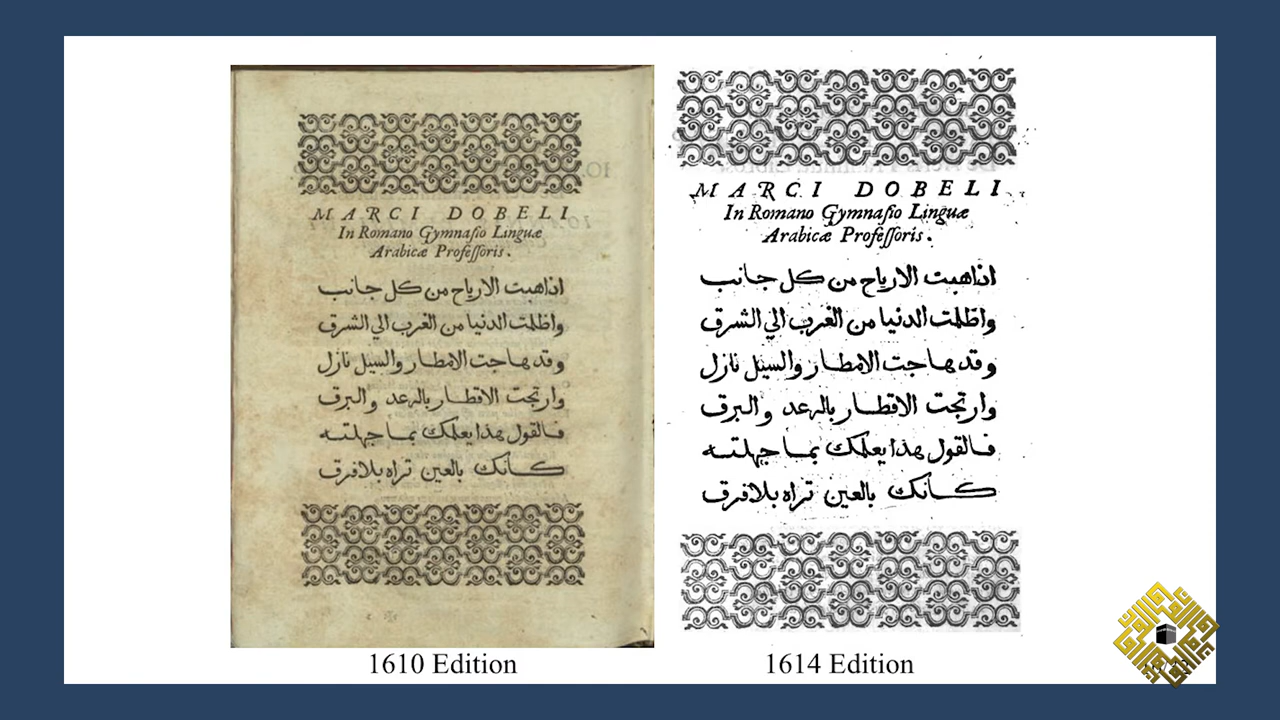 MARCI DOBELI
In Romano Gymnasio Linguæ
Arabicæ Professoris.
اذا هبت الارياح من كل جانب
واظلمت الدنيا من الغرب الي الشرق
وقد هاجت الامطار والسيل نازل
وارتجت الاقطار بالرعد والبرق
فالقول هذا يعلمك بما جهلته
كانك بالعين تراه بلا فرق
1610 Edition
MARCI DOBELI
In Romano Gymnasio Linguæ
Arabicæ Professoris.
اذا هبت الارياح من كل جانب
واظلمت الدنيا من الغرب الي الشرق
وقد هاجت الامطار والسيل نازل
وارتجت الاقطار بالرعد والبرق
فالقول هذا يعلمك بما جهلته
كانك بالعين تراه بلا فرق
1614 Edition